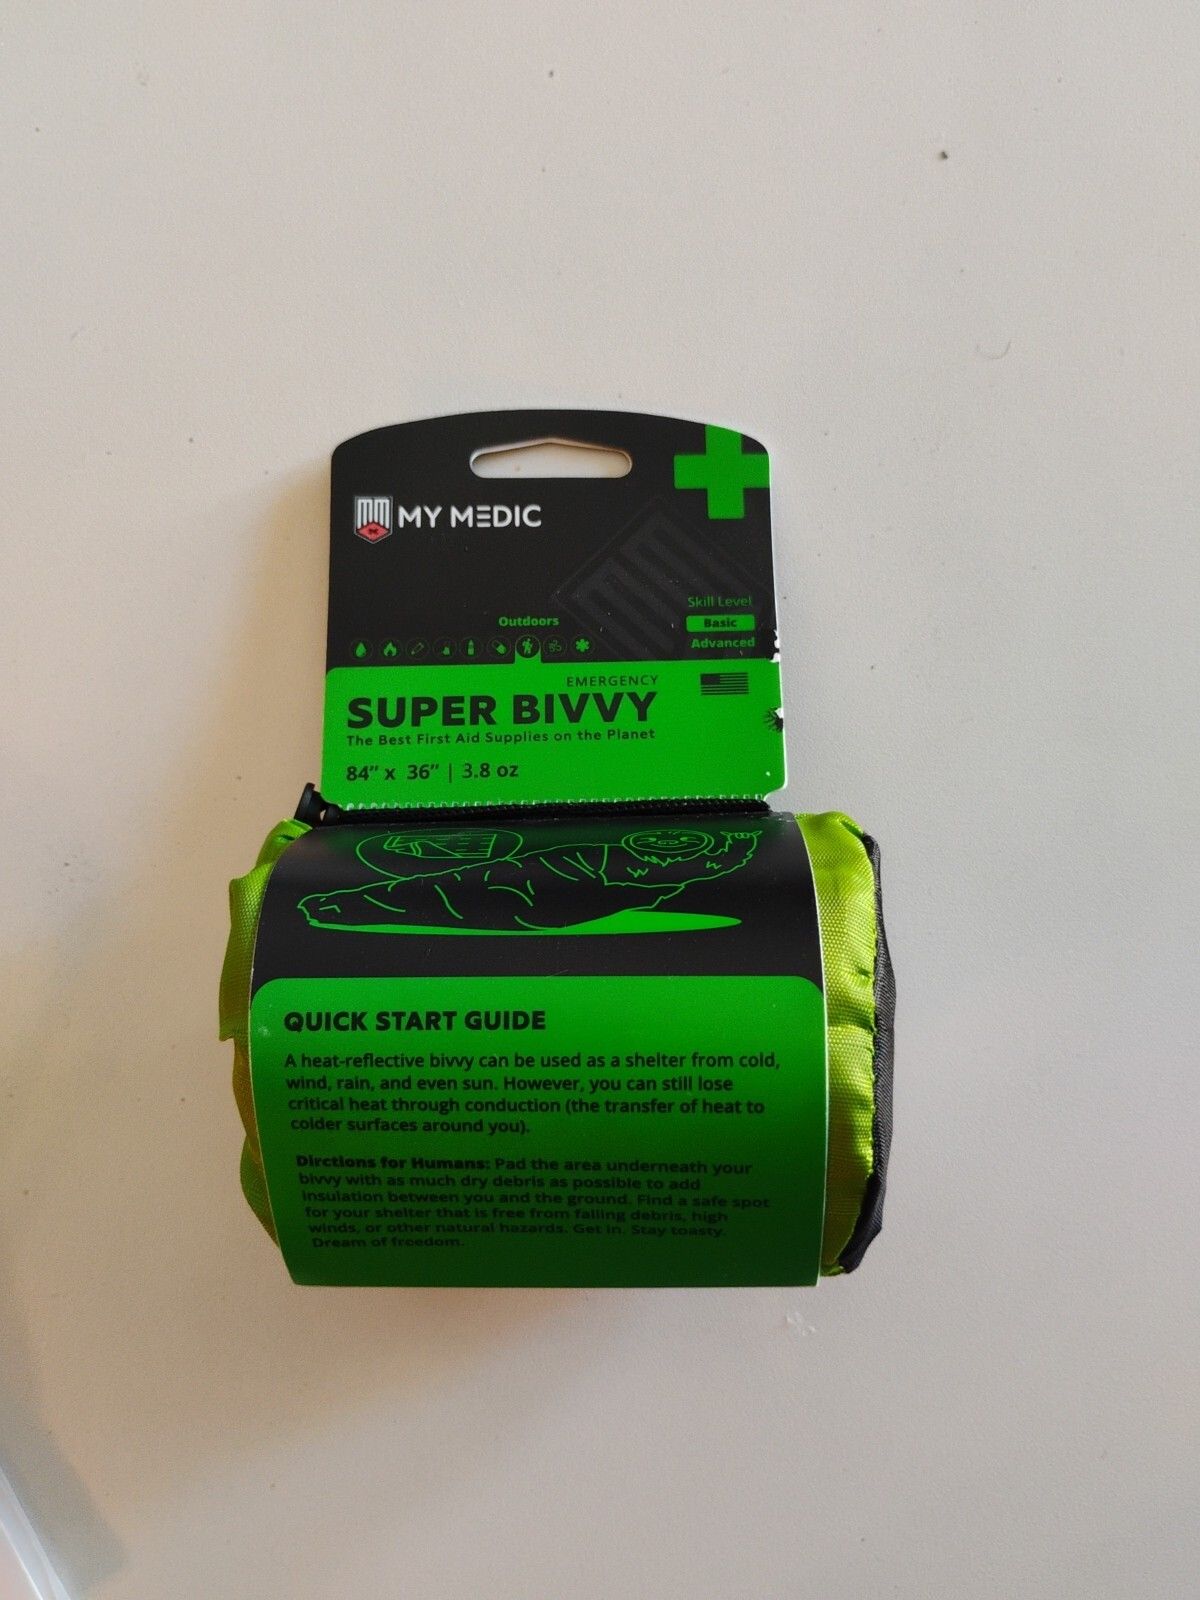 MY MEDIC
Skill Level
Basic
Advanced
Outdoors
EMERGENCY
SUPER BIVVY
The Best First Aid Supplies on the Planet
84" x 36" | 3.8 oz
QUICK START GUIDE
A heat-reflective bivvy can be used as a shelter from cold,
wind, rain, and even sun. However, you can still lose
critical heat through conduction (the transfer of heat to
colder surfaces around you).
Dirctions for Humans: Pad the area underneath your
bivvy with as much dry debris as possible to add
insulation between you and the ground. Find a safe spot
for your shelter that is free from falling debris, high
winds, or other natural hazards. Get in. Stay toasty.
Dream of freedom.